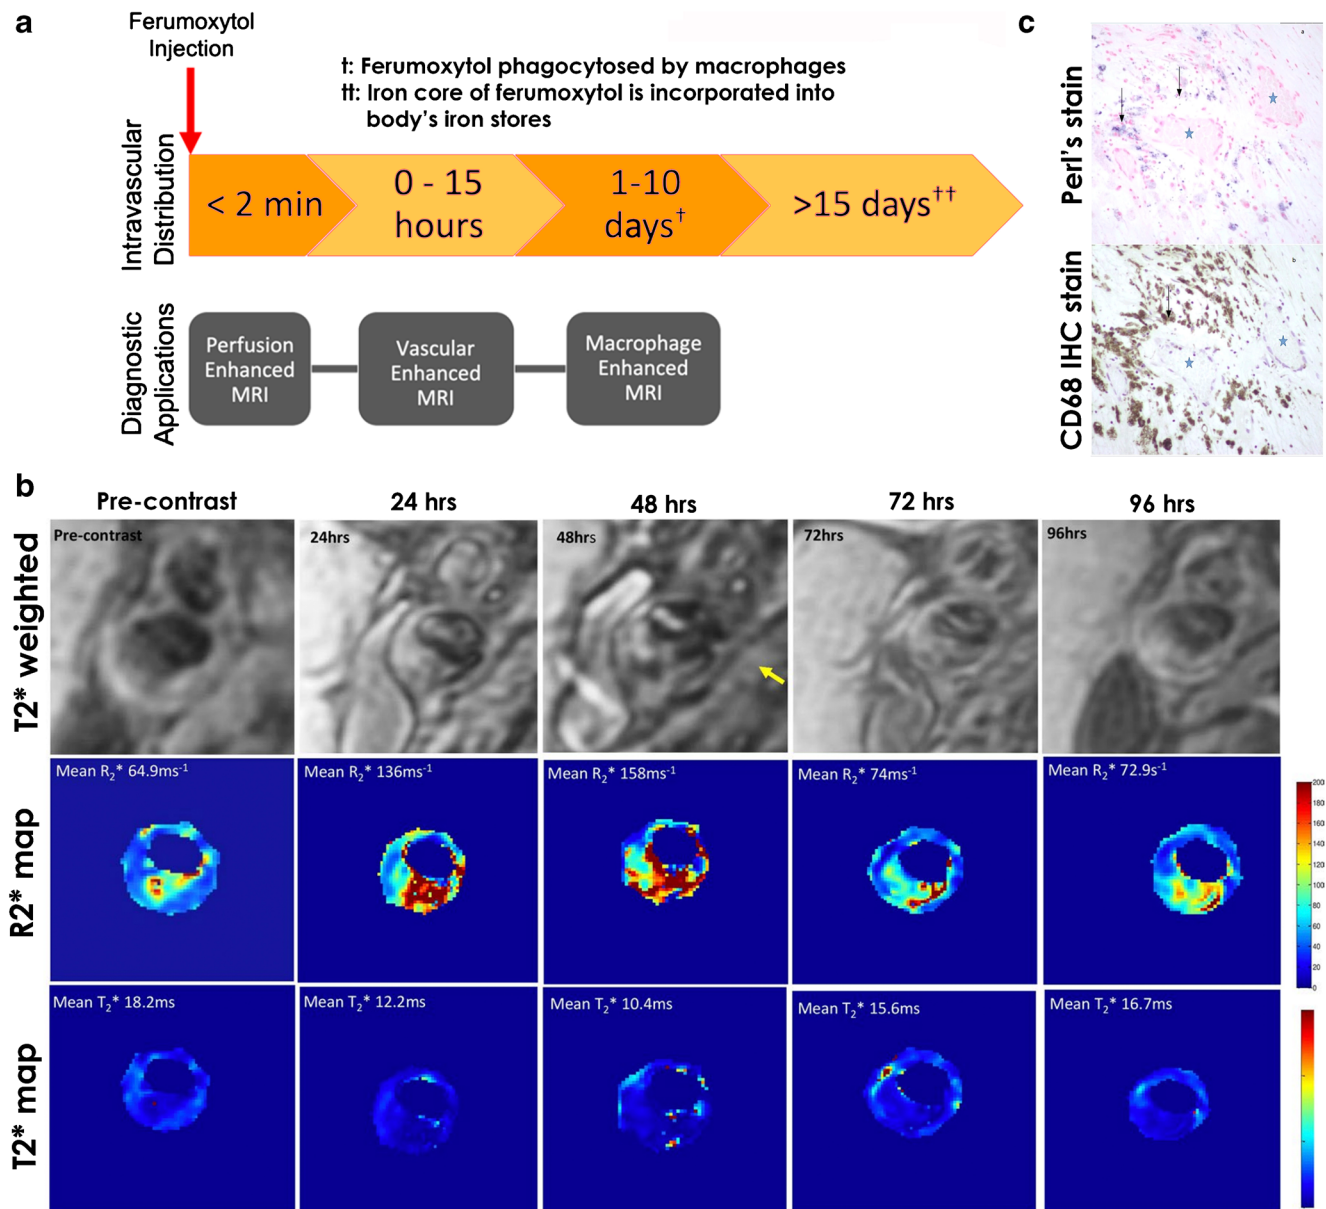 a
Ferumoxytol
Injection
†: Ferumoxytol phagocytosed by macrophages
††: Iron core of ferumoxytol is incorporated into
body's iron stores
Intravascular
Distribution
< 2 min
0 - 15
hours
1-10
days†
>15 days††
Diagnostic
Applications
Perfusion
Enhanced
MRI
Vascular
Enhanced
MRI
Macrophage
Enhanced
MRI
c
Perl's stain
a
CD68 IHC stain
b
b
Pre-contrast
24 hrs
48 hrs
72 hrs
96 hrs
T2* weighted
Pre-contrast
24hrs
48hrs
72hrs
96hrs
R2* map
Mean R2* 64.9ms-1
Mean R2* 136ms-1
Mean R2* 158ms-1
Mean R2* 74ms-1
Mean R2* 72.9s-1
200
180
160
140
120
100
80
60
40
20
0
T2* map
Mean T2* 18.2ms
Mean T2* 12.2ms
Mean T2* 10.4ms
Mean T2* 15.6ms
Mean T2* 16.7ms